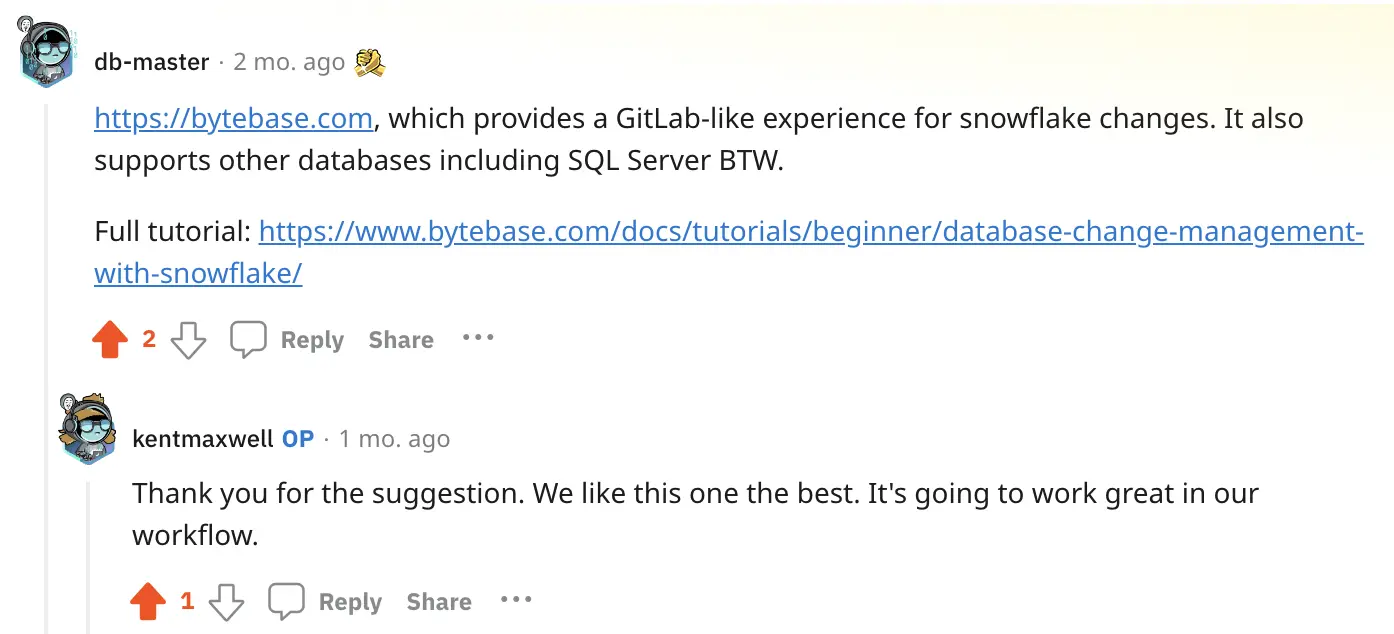 db-master · 2 mo. ago
https://bytebase.com, which provides a GitLab-like experience for snowflake changes. It also
supports other databases including SQL Server BTW.
Full tutorial: https://www.bytebase.com/docs/tutorials/beginner/database-change-management-
with-snowflake/
2 Reply Share ···
kentmaxwell OP · 1 mo. ago
Thank you for the suggestion. We like this one the best. It's going to work great in our
workflow.
1 Reply Share ···